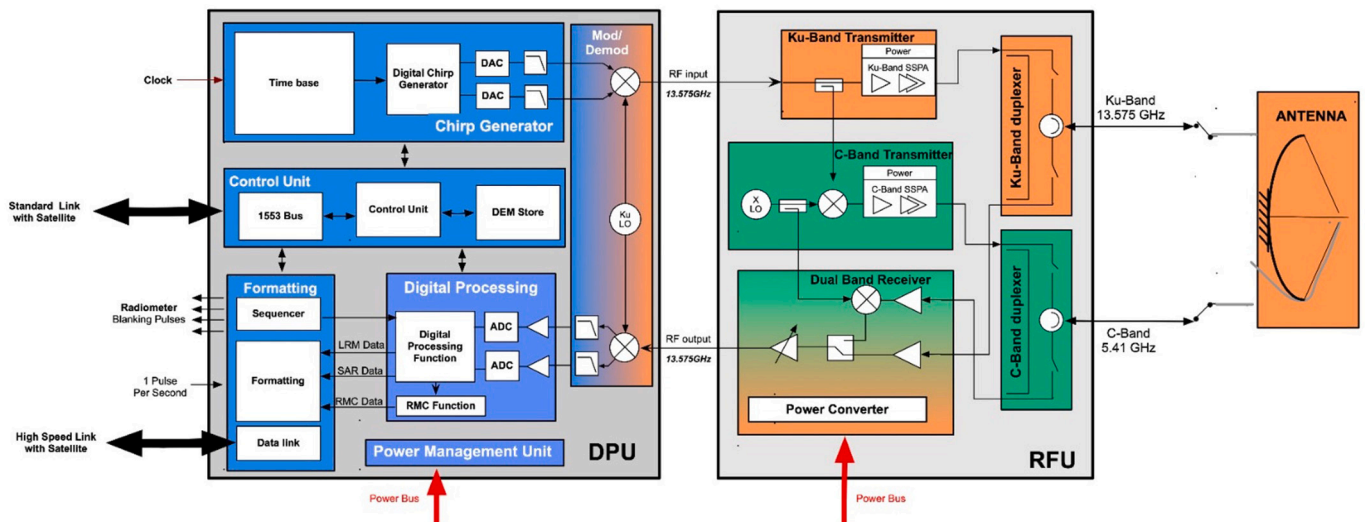 Clock
Time base
Digital Chirp
Generator
DAC
DAC
Chirp Generator
Mod/
Demod
Ku
LO
RF input
13.575GHz
Control Unit
Standard Link
with Satellite
1553 Bus
Control Unit
DEM Store
Formatting
Sequencer
Radiometer
Blanking Pulses
Formatting
1 Pulse
Per Second
High Speed Link
with Satellite
Data link
LRM Data
SAR Data
RMC Data
Digital Processing
Digital
Processing
Function
ADC
ADC
RMC Function
Power Management Unit
DPU
Power Bus
RF output
13.575GHz
Ku-Band Transmitter
Power
Ku-Band SSPA
C-Band Transmitter
Power
C-Band SSPA
X
LO
Dual Band Receiver
Power Converter
RFU
Power Bus
Ku-Band duplexer
C-Band duplexer
Ku-Band
13.575 GHz
C-Band
5.41 GHz
ANTENNA